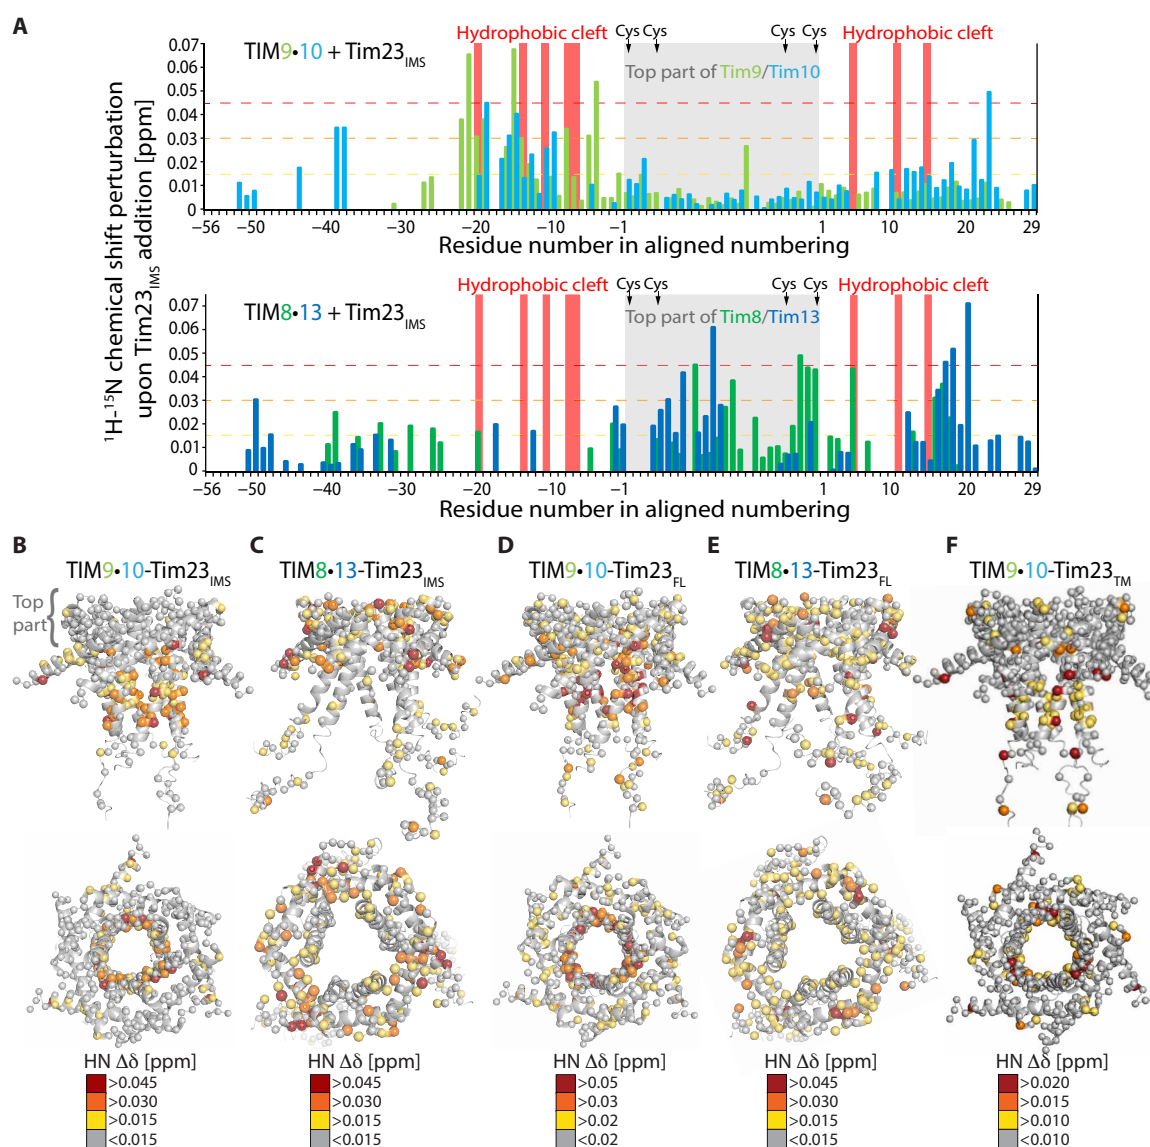 A
Cys Cys Cys Cys
Hydrophobic cleft Hydrophobic cleft
TIM9•10 + Tim23IMS
Top part of Tim9/Tim10
0.07
0.06
0.05
0.04
0.03
0.02
0.01
0
−56 −50 −40 −30 −20 −10 −1 1 10 20 29
Residue number in aligned numbering
1H-15N chemical shift perturbation
upon Tim23IMS addition [ppm]
Cys Cys Cys Cys
Hydrophobic cleft Hydrophobic cleft
TIM8•13 + Tim23IMS
Top part of Tim8/Tim13
0.07
0.06
0.05
0.04
0.03
0.02
0.01
0
−56 −50 −40 −30 −20 −10 −1 1 10 20 29
Residue number in aligned numbering
B C D E F
TIM9•10-Tim23IMS TIM8•13-Tim23IMS TIM9•10-Tim23FL TIM8•13-Tim23FL TIM9•10-Tim23TM
Top
part
HN Δδ [ppm] HN Δδ [ppm] HN Δδ [ppm] HN Δδ [ppm] HN Δδ [ppm]
>0.045 >0.045 >0.05 >0.045 >0.020
>0.030 >0.030 >0.03 >0.030 >0.015
>0.015 >0.015 >0.02 >0.015 >0.010
<0.015 <0.015 <0.02 <0.015 <0.010